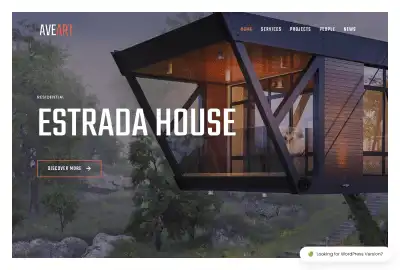 AVEART
HOME SERVICES PROJECTS PEOPLE NEWS
RESIDENTIAL
ESTRADA HOUSE
DISCOVER MORE
Looking for WordPress Version?